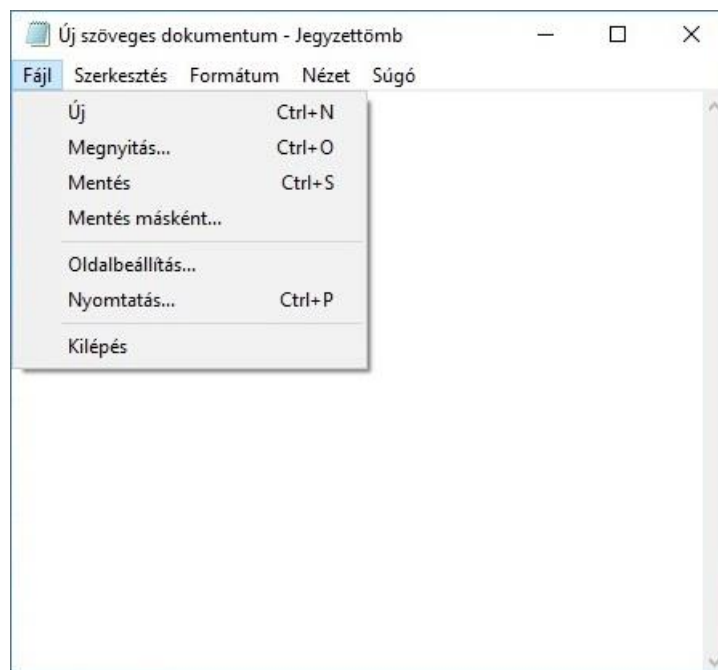 Új szöveges dokumentum - Jegyzettömb
Fájl Szerkesztés Formátum Nézet Súgó
Új Ctrl+N
Megnyitás... Ctrl+O
Mentés Ctrl+S
Mentés másként...
Oldalbeállítás...
Nyomtatás... Ctrl+P
Kilépés